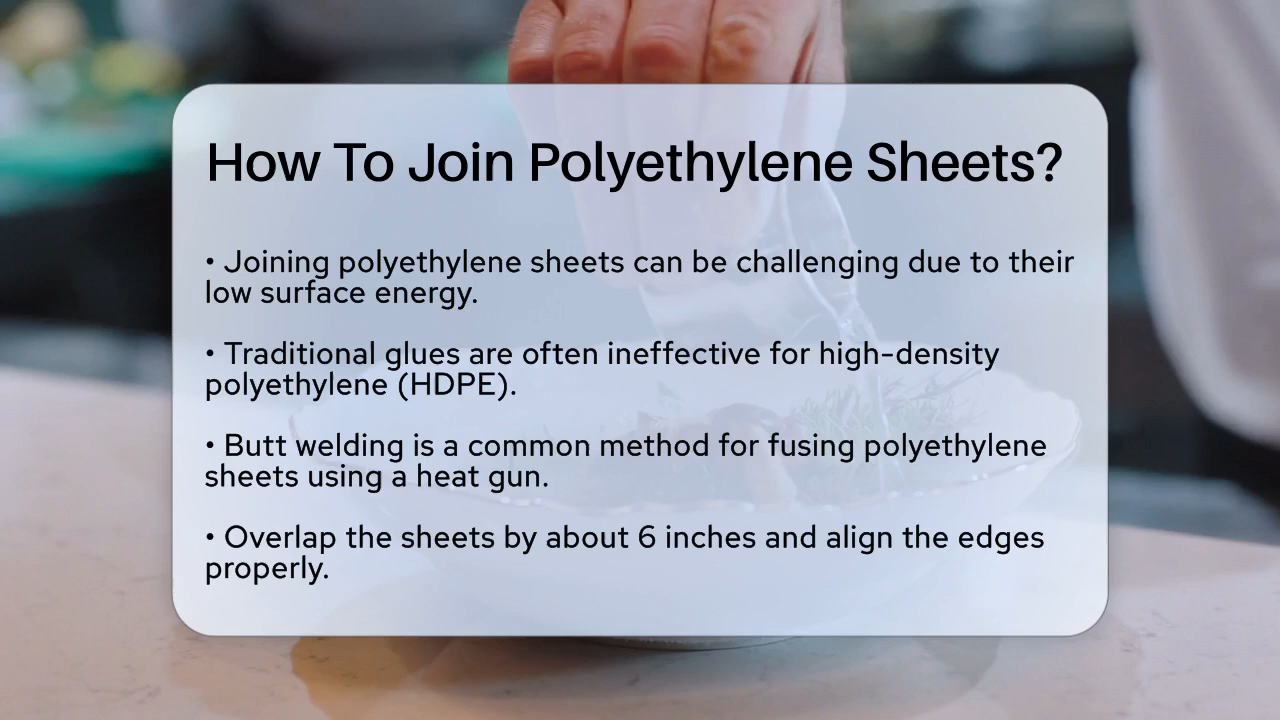 How To Join Polyethylene Sheets?
• Joining polyethylene sheets can be challenging due to their
low surface energy.
• Traditional glues are often ineffective for high-density
polyethylene (HDPE).
• Butt welding is a common method for fusing polyethylene
sheets using a heat gun.
• Overlap the sheets by about 6 inches and align the edges
properly.